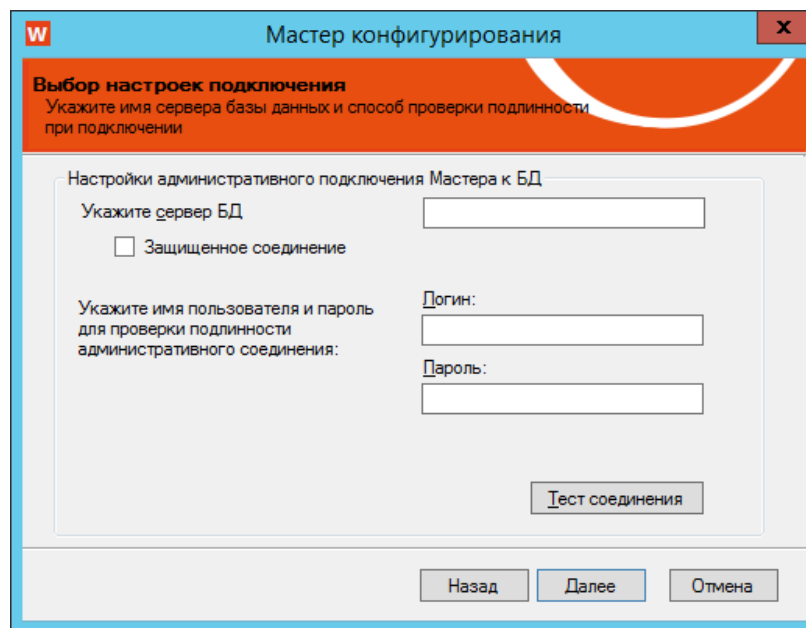 W
Мастер конфигурирования
x
Выбор настроек подключения
Укажите имя сервера базы данных и способ проверки подлинности
при подключении
Настройки административного подключения Мастера к БД
Укажите сервер БД
Защищенное соединение
Укажите имя пользователя и пароль
для проверки подлинности
административного соединения:
Логин:
Пароль:
Тест соединения
Назад
Далее
Отмена